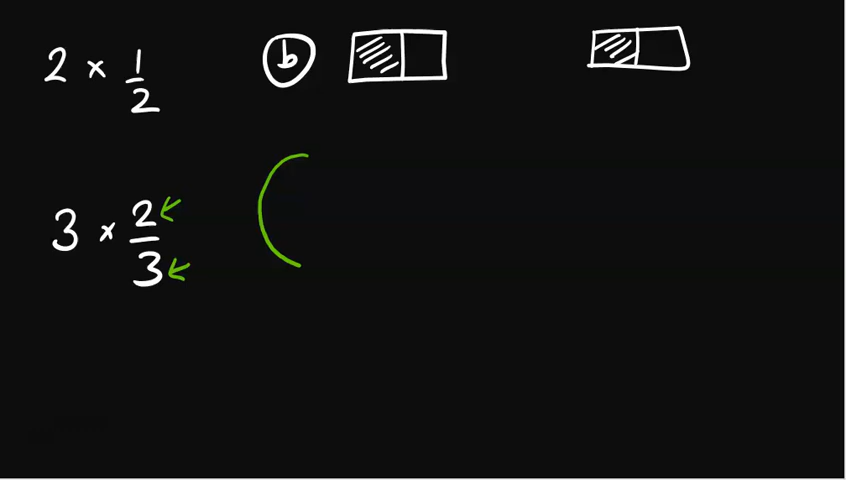 2 × 1/2 b
3 × 2/3